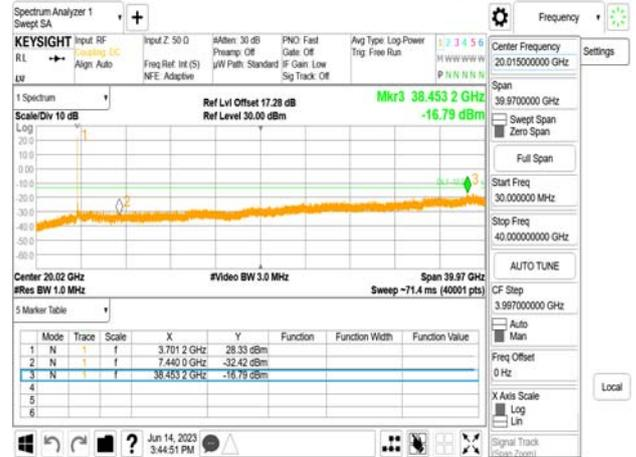 Spectrum Analyzer 1
Swept SA
Frequency
KEYSIGHT
Input: RF
Coupling: DC
Align: Auto
Input Z: 50 Ω
Freq Ref: Int (S)
NFE: Adaptive
#Atten: 30 dB
Preamp: Off
µW Path: Standard
PNO: Fast
Gate: Off
IF Gain: Low
Sig Track: Off
Avg Type: Log-Power
Trig: Free Run
1 2 3 4 5 6
M W W W W W
P N N N N N
RL
LVI
1 Spectrum
Scale/Div 10 dB
Ref Lvl Offset 17.28 dB
Ref Level 30.00 dBm
Mkr3 38.453 2 GHz
-16.79 dBm
Log
20.0
10.0
0.00
-10.0
-20.0
-30.0
-40.0
-50.0
-60.0
1
2
3
Center 20.02 GHz
#Res BW 1.0 MHz
#Video BW 3.0 MHz
Span 39.97 GHz
Sweep ~71.4 ms (40001 pts)
5 Marker Table
Mode Trace Scale X Y Function Function Width Function Value
1 N 1 f 3.701 2 GHz 28.33 dBm
2 N 1 f 7.440 0 GHz -32.42 dBm
3 N 1 f 38.453 2 GHz -16.79 dBm
4
5
6
Jun 14, 2023
3:44:51 PM
Center Frequency
20.015000000 GHz
Settings
Span
39.9700000 GHz
Swept Span
Zero Span
Full Span
Start Freq
30.000000 MHz
Stop Freq
40.000000000 GHz
AUTO TUNE
CF Step
3.997000000 GHz
Auto
Man
Freq Offset
0 Hz
X Axis Scale
Log
Lin
Signal Track
(Span Zoom)
Local